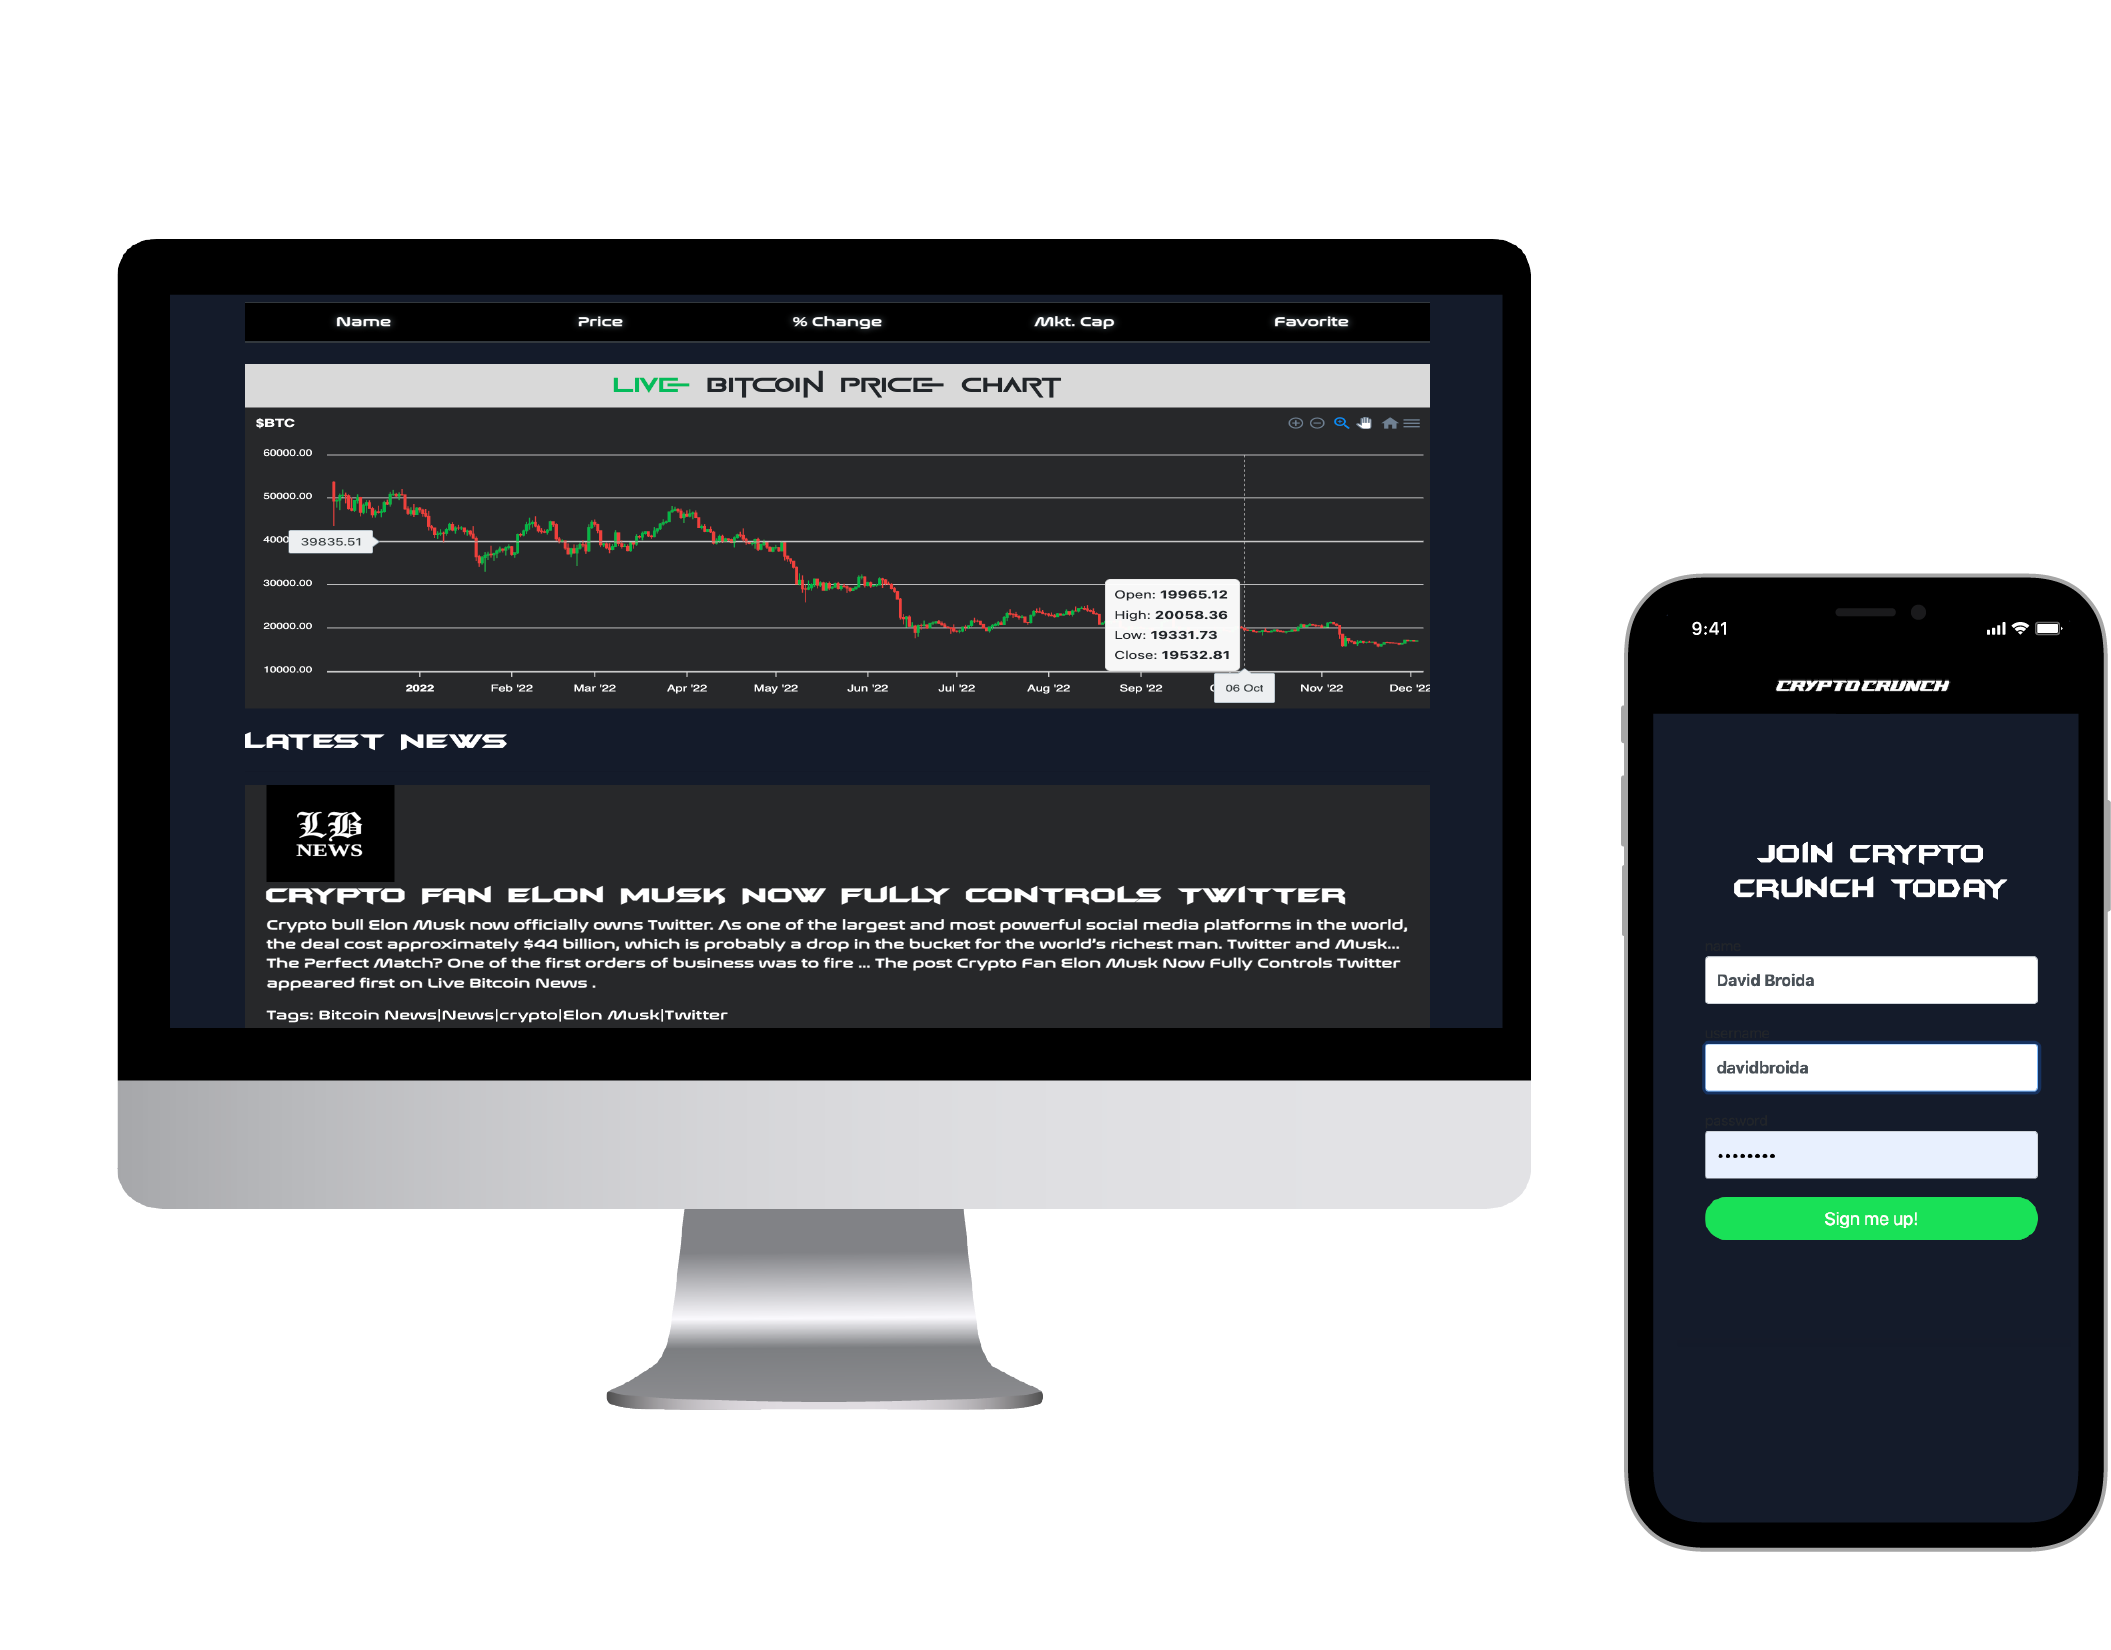 Name Price % Change Mkt. Cap Favorite
LIVE BITCOIN PRICE CHART
$BTC
60000.00
50000.00
39835.51
30000.00
20000.00
10000.00
Open: 19965.12
High: 20058.36
Low: 19331.73
Close: 19532.81
2022 Feb '22 Mar '22 Apr '22 May '22 Jun '22 Jul '22 Aug '22 Sep '22 06 Oct Nov '22 Dec '22
LATEST NEWS
LB
NEWS
CRYPTO FAN ELON MUSK NOW FULLY CONTROLS TWITTER
Crypto bull Elon Musk now officially owns Twitter. As one of the largest and most powerful social media platforms in the world,
the deal cost approximately $44 billion, which is probably a drop in the bucket for the world's richest man. Twitter and Musk...
The Perfect Match? One of the first orders of business was to fire ... The post Crypto Fan Elon Musk Now Fully Controls Twitter
appeared first on Live Bitcoin News .
Tags: Bitcoin News|News|crypto|Elon Musk|Twitter
9:41
CRYPTOCRUNCH
JOIN CRYPTO
CRUNCH TODAY
name
David Broida
username
davidbroida
password
Sign me up!